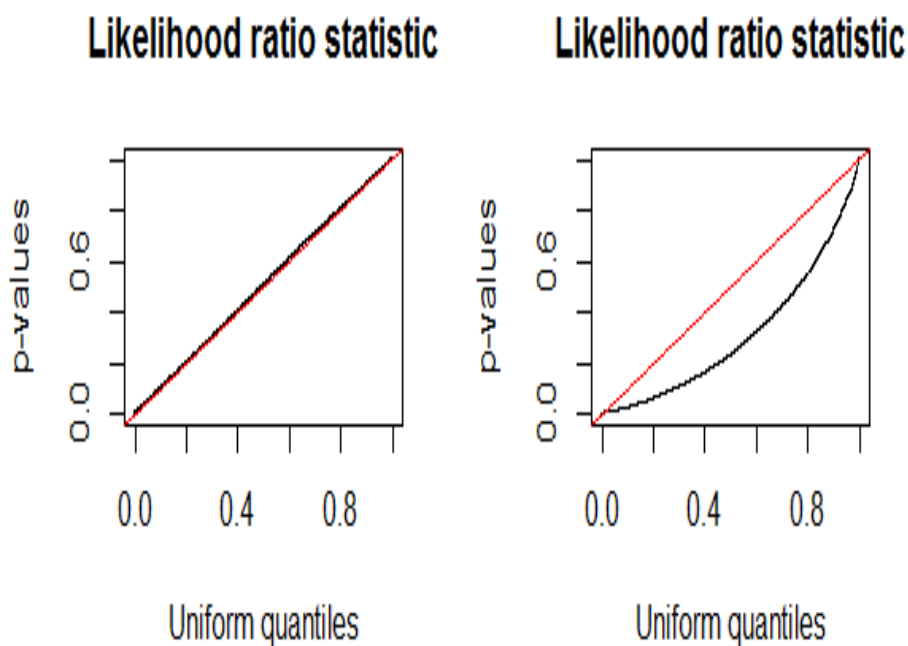 Likelihood ratio statistic
p-values
0.0 0.6
0.0 0.4 0.8
Uniform quantiles
Likelihood ratio statistic
p-values
0.0 0.6
0.0 0.4 0.8
Uniform quantiles